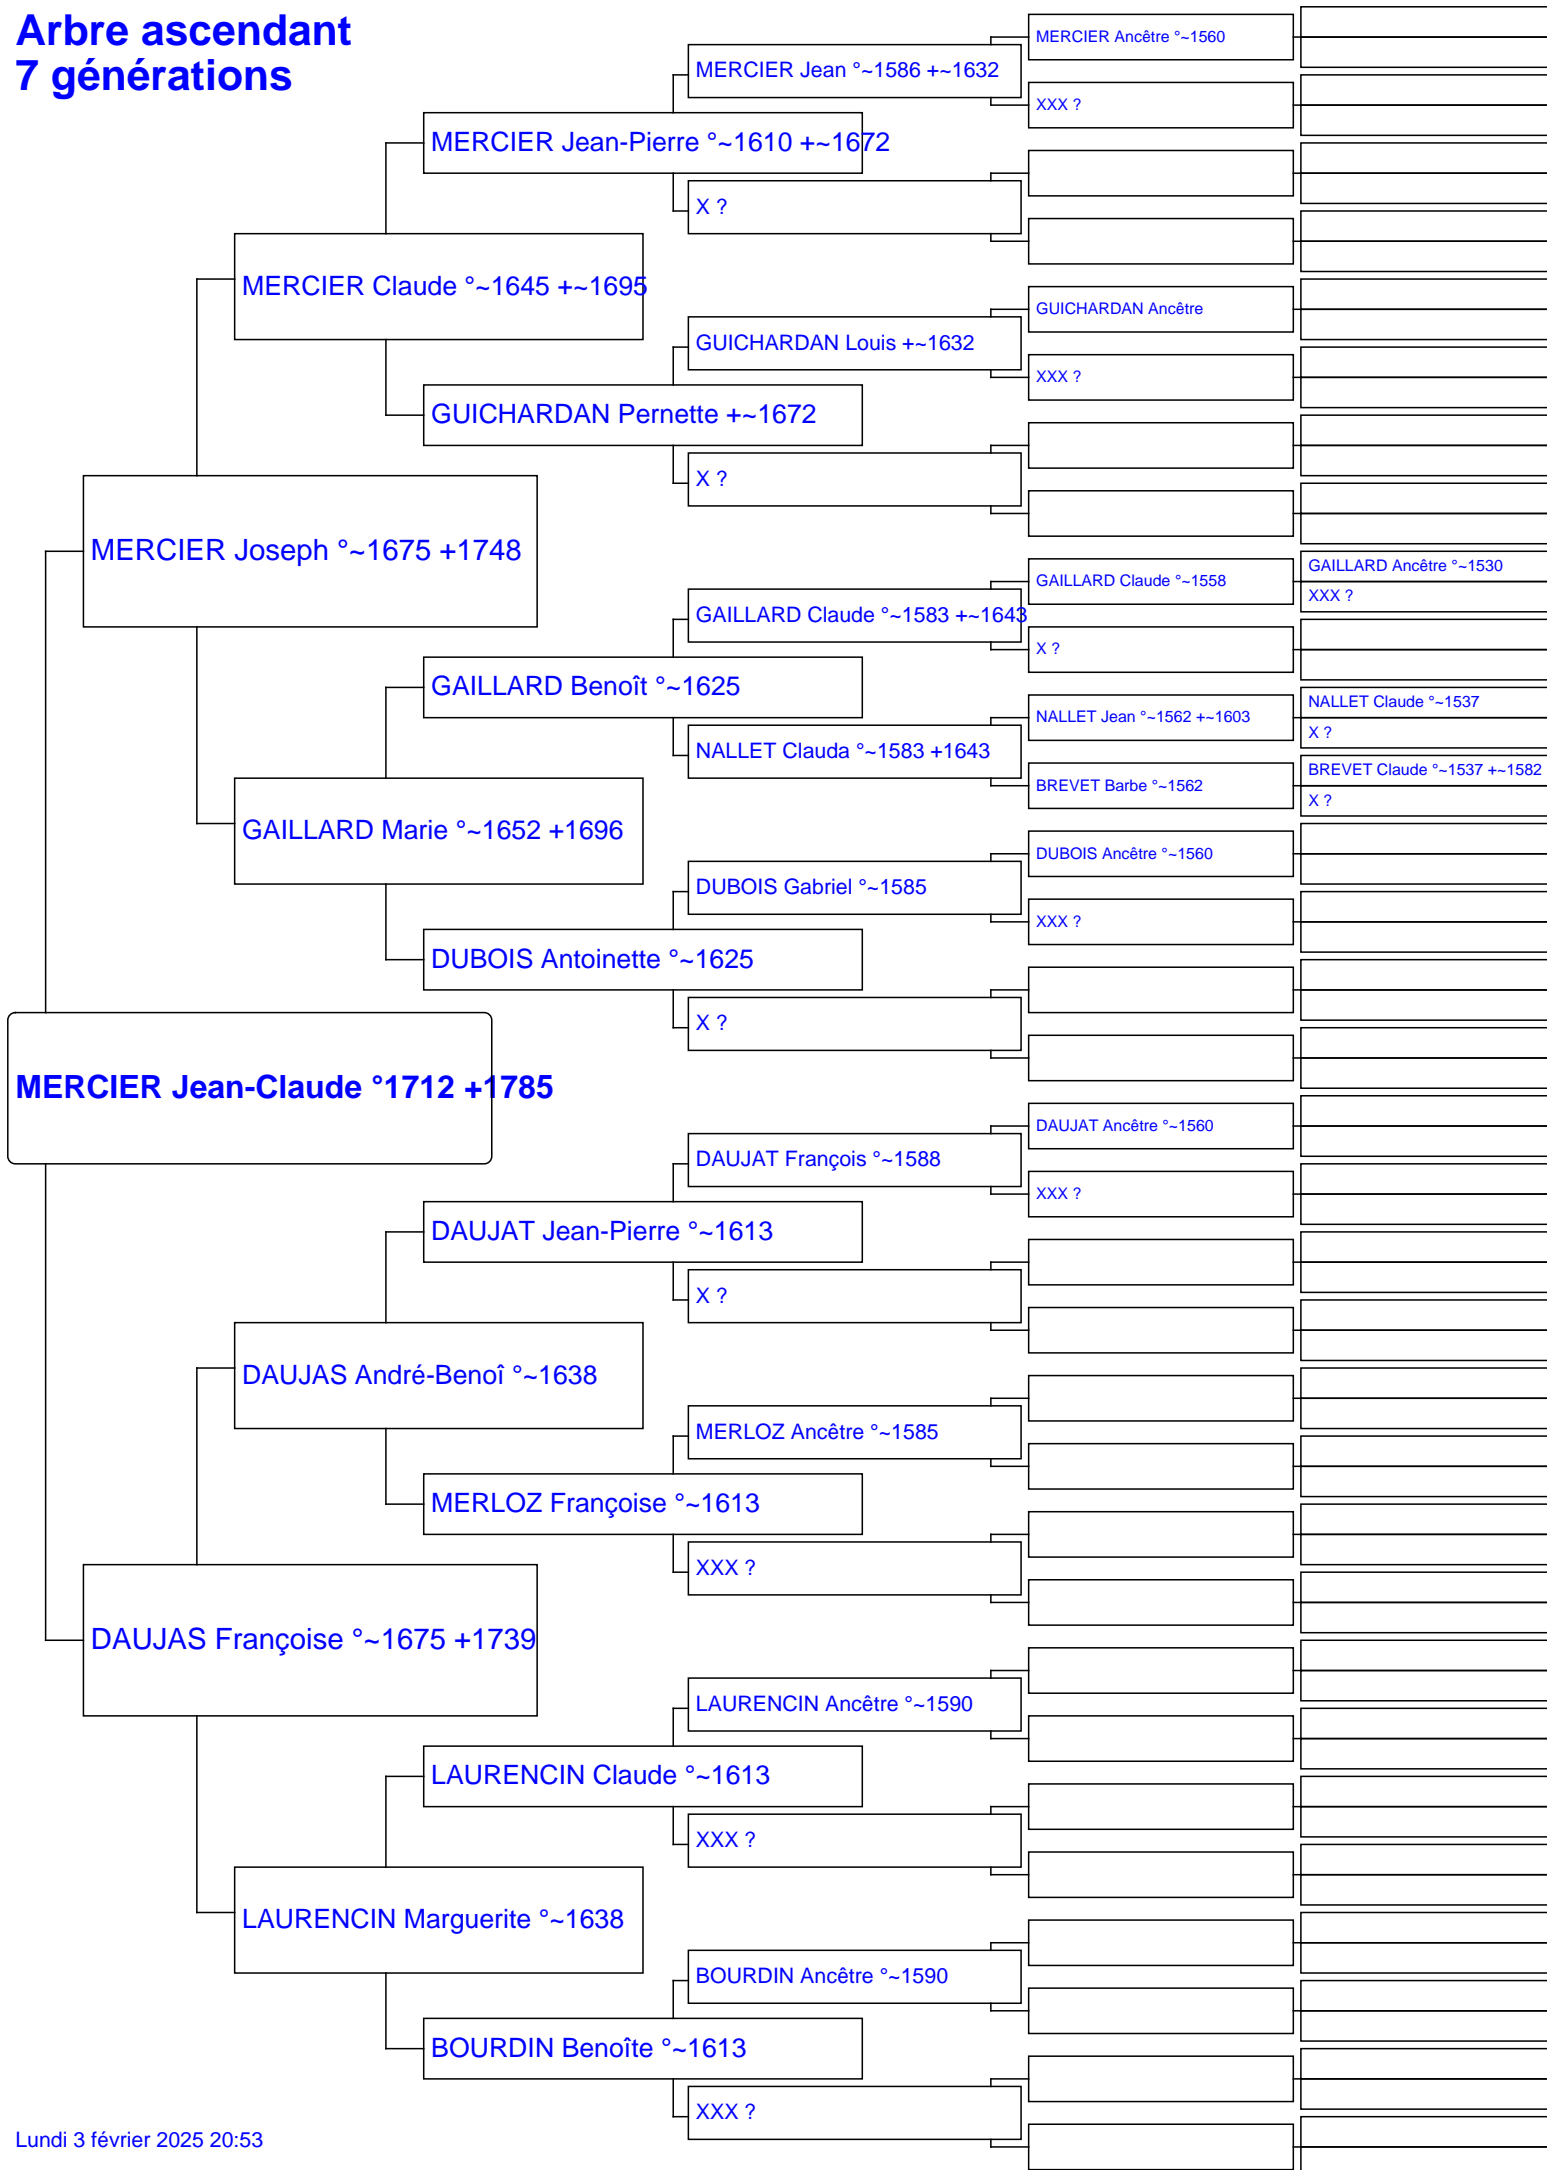 Arbre ascendant
7 générations
MERCIER Ancêtre °~1560
MERCIER Jean °~1586 +~1632
XXX ?
MERCIER Jean-Pierre °~1610 +~1672
X ?
MERCIER Claude °~1645 +~1695
GUICHARDAN Ancêtre
GUICHARDAN Louis +~1632
XXX ?
GUICHARDAN Pernette +~1672
X ?
MERCIER Joseph °~1675 +1748
GAILLARD Ancêtre °~1530
GAILLARD Claude °~1558
XXX ?
GAILLARD Claude °~1583 +~1643
X ?
GAILLARD Benoît °~1625
NALLET Claude °~1537
NALLET Jean °~1562 +~1603
X ?
NALLET Clauda °~1583 +1643
BREVET Claude °~1537 +~1582
BREVET Barbe °~1562
X ?
GAILLARD Marie °~1652 +1696
DUBOIS Ancêtre °~1560
DUBOIS Gabriel °~1585
XXX ?
DUBOIS Antoinette °~1625
X ?
MERCIER Jean-Claude °1712 +1785
DAUJAT Ancêtre °~1560
DAUJAT François °~1588
XXX ?
DAUJAT Jean-Pierre °~1613
X ?
DAUJAS André-Benoî °~1638
MERLOZ Ancêtre °~1585
MERLOZ Françoise °~1613
XXX ?
DAUJAS Françoise °~1675 +1739
LAURENCIN Ancêtre °~1590
LAURENCIN Claude °~1613
XXX ?
LAURENCIN Marguerite °~1638
BOURDIN Ancêtre °~1590
BOURDIN Benoîte °~1613
XXX ?
Lundi 3 février 2025 20:53